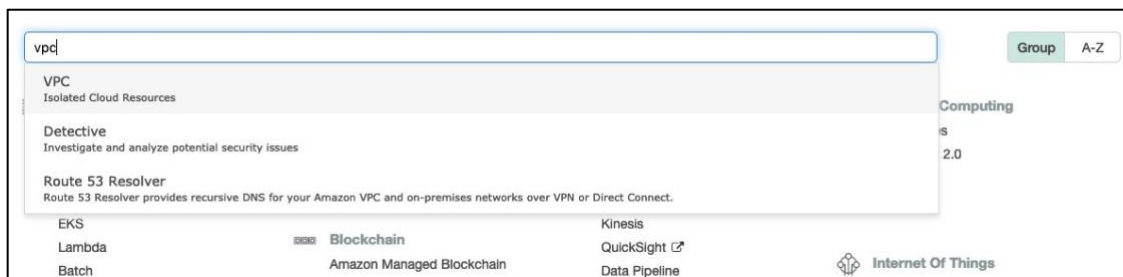 vpc
Group A-Z
VPC
Isolated Cloud Resources
Computing
Detective
s
Investigate and analyze potential security issues
2.0
Route 53 Resolver
Route 53 Resolver provides recursive DNS for your Amazon VPC and on-premises networks over VPN or Direct Connect.
EKS
Kinesis
Lambda
Blockchain
QuickSight
Internet Of Things
Batch
Amazon Managed Blockchain
Data Pipeline